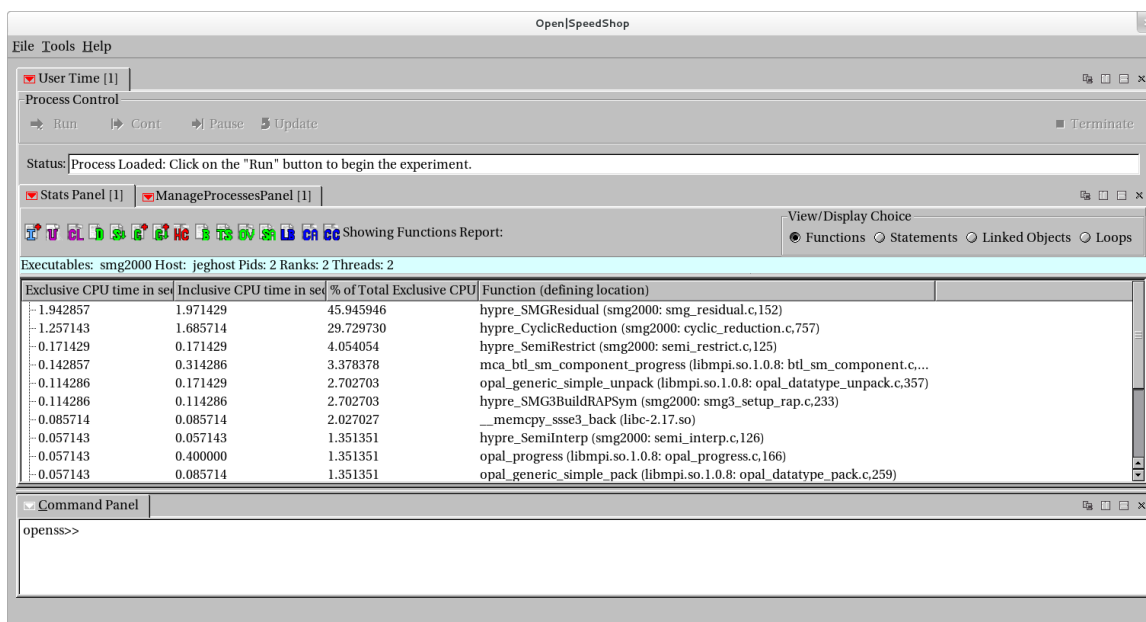 Open|SpeedShop
File Tools Help
User Time [1]
Process Control
Run Cont Pause Update Terminate
Status: Process Loaded: Click on the "Run" button to begin the experiment.
Stats Panel [1] ManageProcessesPanel [1]
View/Display Choice
I U CL D HC B TS OV LB CA CC Showing Functions Report:
Functions Statements Linked Objects Loops
Executables: smg2000 Host: jeghost Pids: 2 Ranks: 2 Threads: 2
Exclusive CPU time in sec Inclusive CPU time in sec % of Total Exclusive CPU Function (defining location)
1.942857 1.971429 45.945946 hypre_SMGResidual (smg2000: smg_residual.c,152)
1.257143 1.685714 29.729730 hypre_CyclicReduction (smg2000: cyclic_reduction.c,757)
0.171429 0.171429 4.054054 hypre_SemiRestrict (smg2000: semi_restrict.c,125)
0.142857 0.314286 3.378378 mca_btl_sm_component_progress (libmpi.so.1.0.8: btl_sm_component.c,...
0.114286 0.171429 2.702703 opal_generic_simple_unpack (libmpi.so.1.0.8: opal_datatype_unpack.c,357)
0.114286 0.114286 2.702703 hypre_SMG3BuildRAPSym (smg2000: smg3_setup_rap.c,233)
0.085714 0.085714 2.027027 __memcpy_ssse3_back (libc-2.17.so)
0.057143 0.057143 1.351351 hypre_SemiInterp (smg2000: semi_interp.c,126)
0.057143 0.400000 1.351351 opal_progress (libmpi.so.1.0.8: opal_progress.c,166)
0.057143 0.085714 1.351351 opal_generic_simple_pack (libmpi.so.1.0.8: opal_datatype_pack.c,259)
Command Panel
openss>>